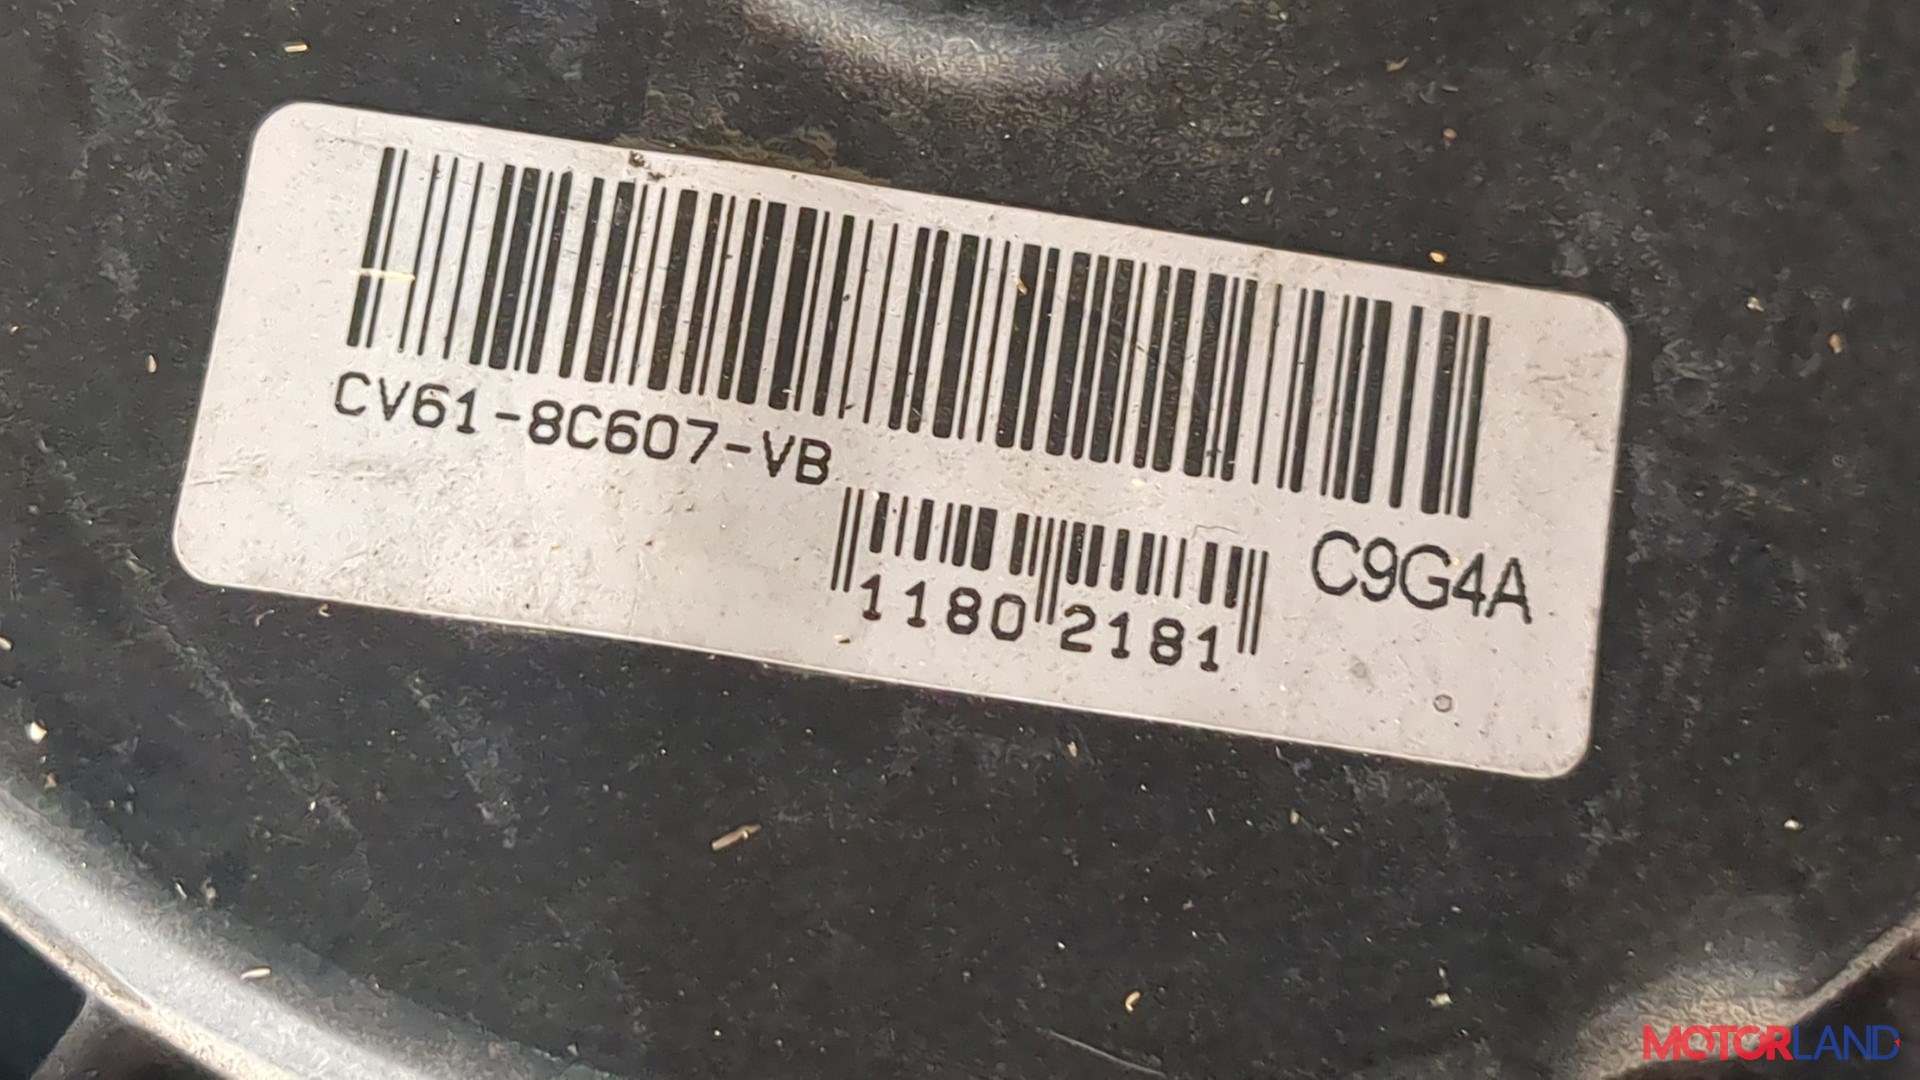 CV61-8C607-VB
C9G4A
1180 2181
MOTORLAND